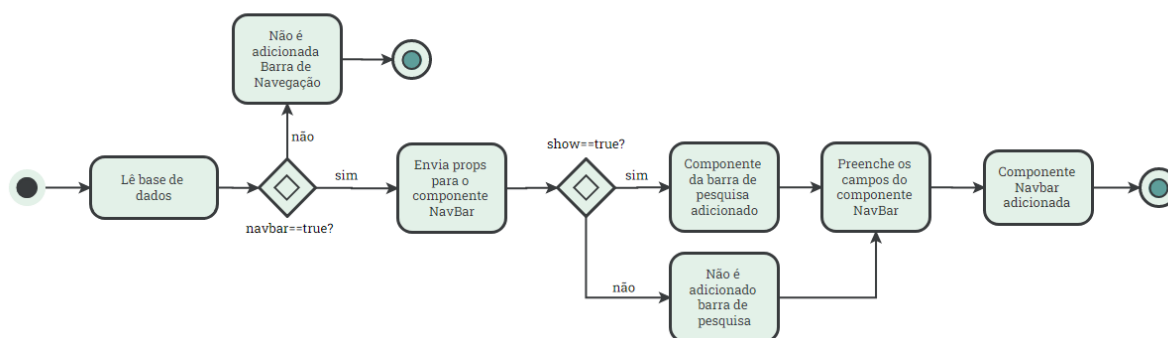 Lê base de
dados
navbar==true?
não
Não é
adicionada
Barra de
Navegação
sim
Envia props
para o
componente
NavBar
show==true?
sim
Componente
da barra de
pesquisa
adicionado
não
Não é
adicionado
barra de
pesquisa
Preenche os
campos do
componente
NavBar
Componente
Navbar
adicionada